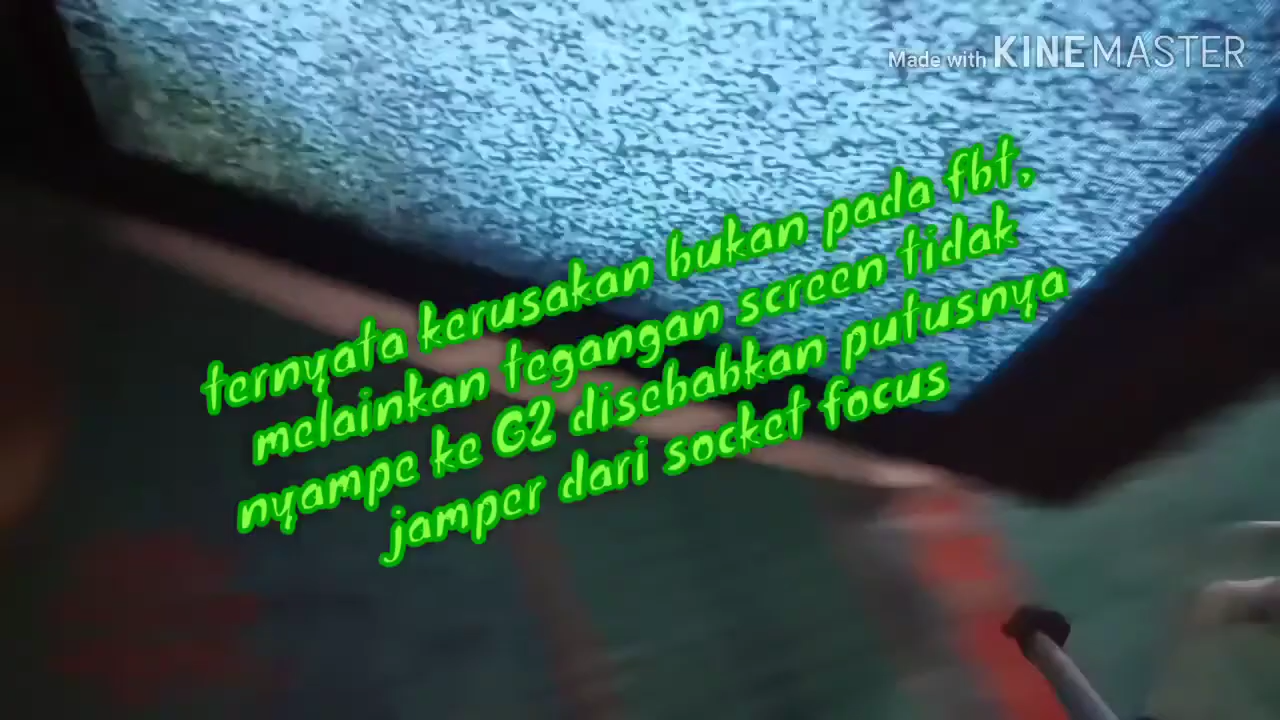 Made with KINEMASTER
ternyata kerusakan bukan pada fbt,
melainkan tegangan screen tidak
nyampe ke G2 disebabkan putusnya
jamper dari socket focus